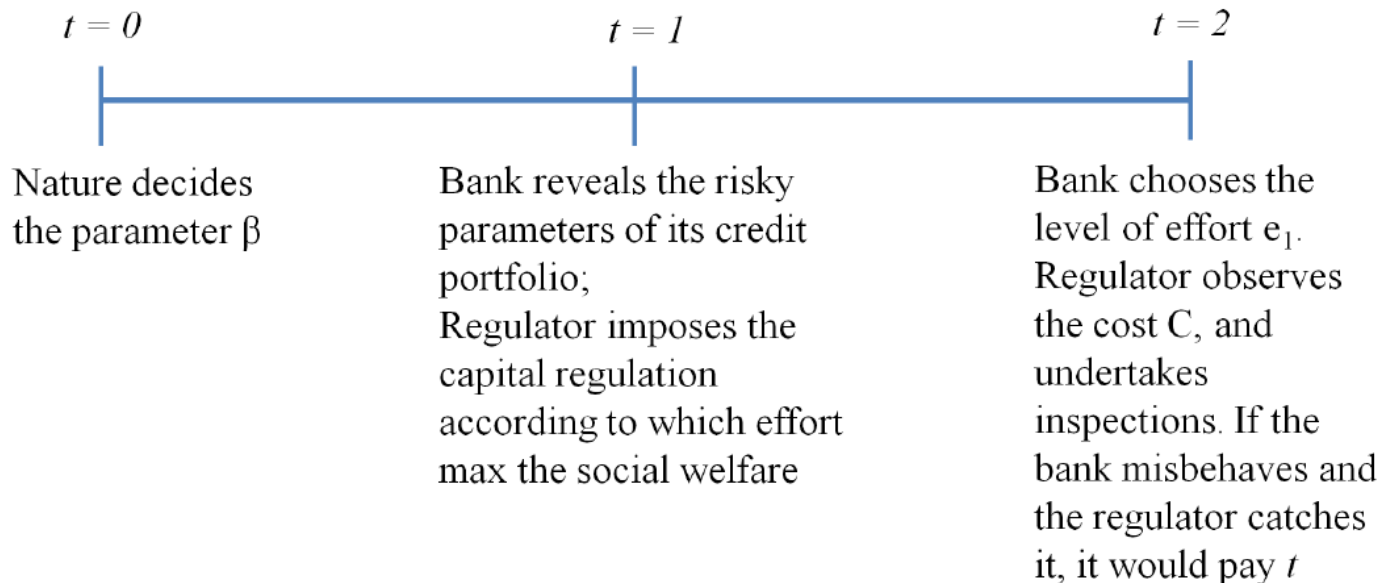 t = 0
t = 1
t = 2
Nature decides
the parameter β
Bank reveals the risky
parameters of its credit
portfolio;
Regulator imposes the
capital regulation
according to which effort
max the social welfare
Bank chooses the
level of effort e₁.
Regulator observes
the cost C, and
undertakes
inspections. If the
bank misbehaves and
the regulator catches
it, it would pay t